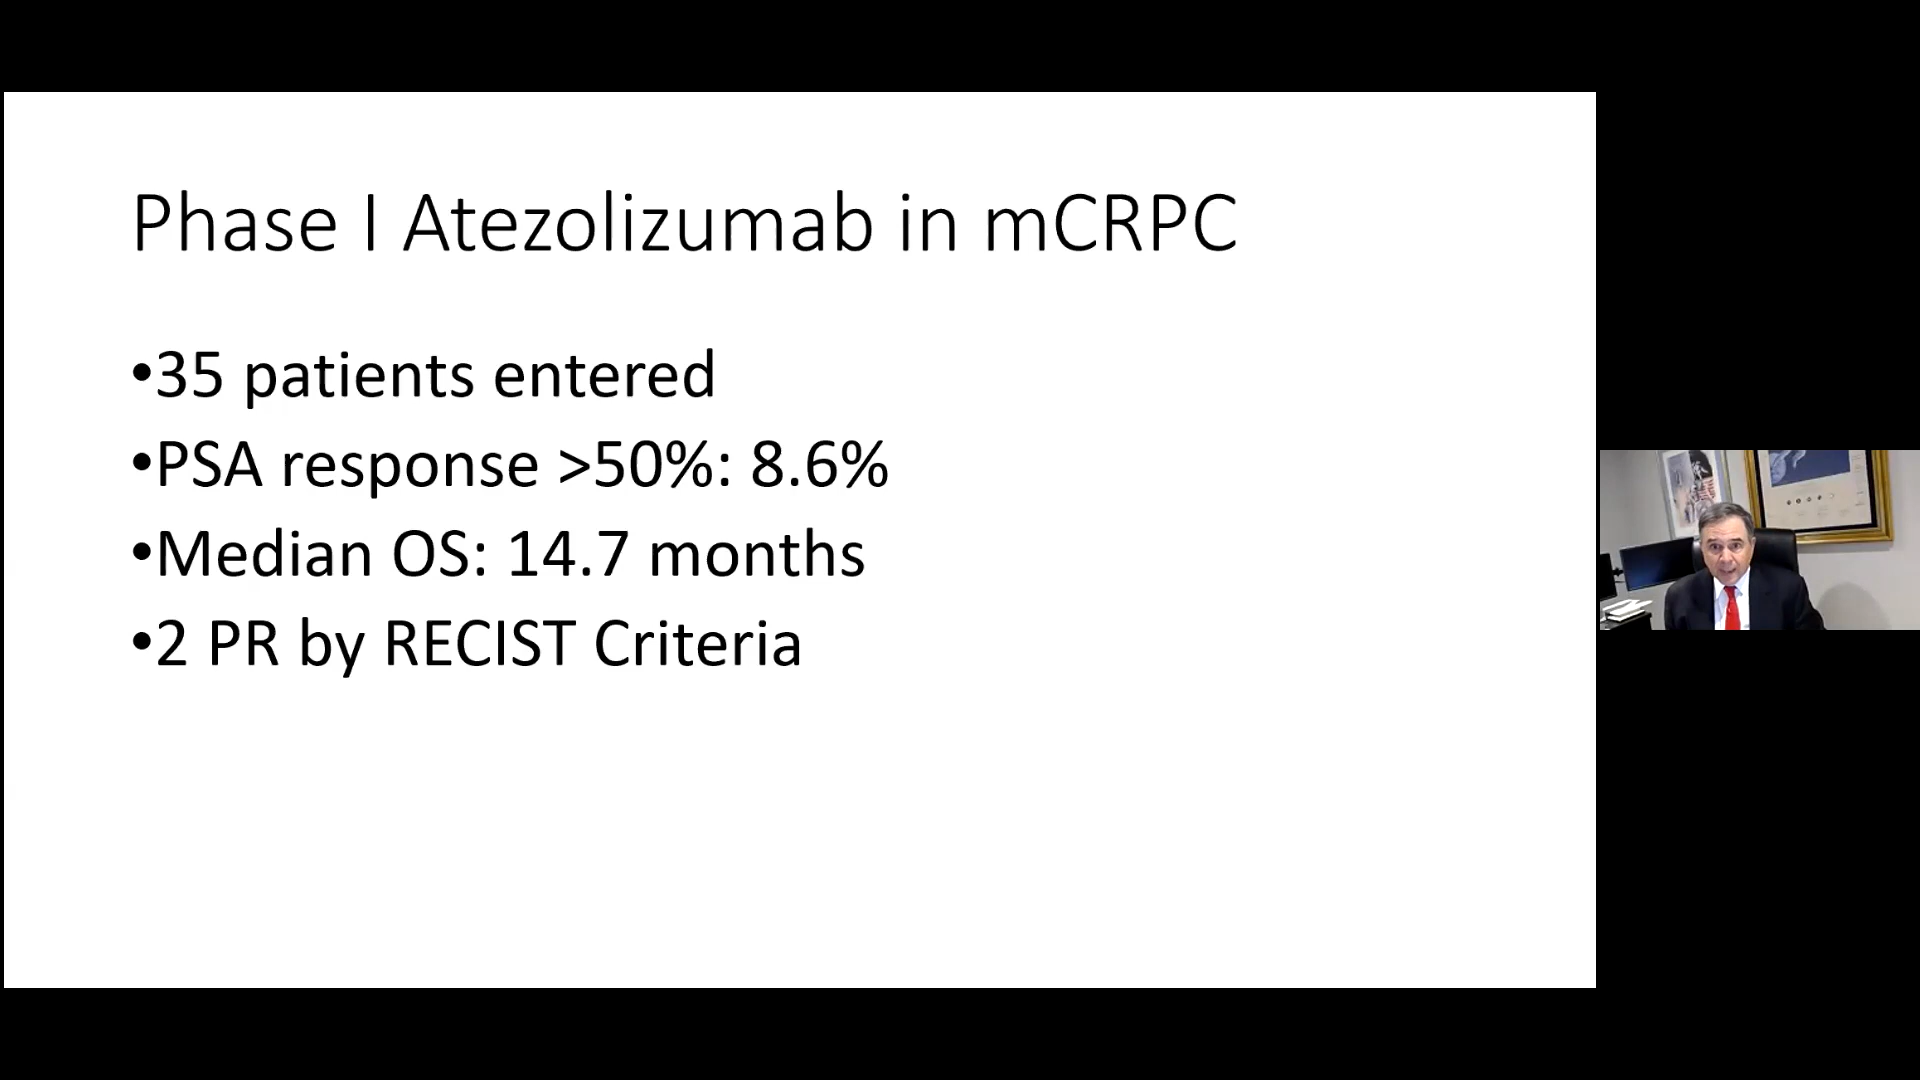 Phase I Atezolizumab in mCRPC
•35 patients entered
•PSA response >50%: 8.6%
•Median OS: 14.7 months
•2 PR by RECIST Criteria